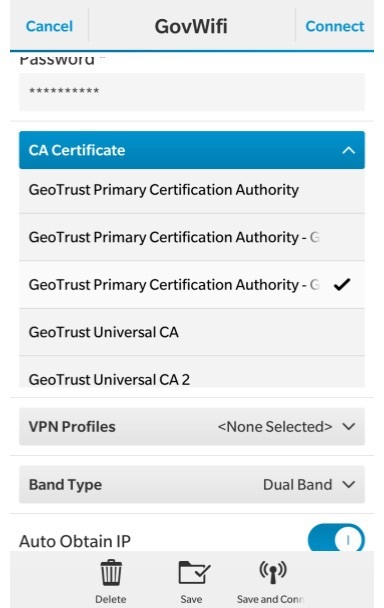 Cancel
GovWifi
Connect
Password *
**********
CA Certificate
GeoTrust Primary Certification Authority
GeoTrust Primary Certification Authority - G
GeoTrust Primary Certification Authority - G
GeoTrust Universal CA
GeoTrust Universal CA 2
VPN Profiles
<None Selected>
Band Type
Dual Band
Auto Obtain IP
Delete
Save
Save and Conn